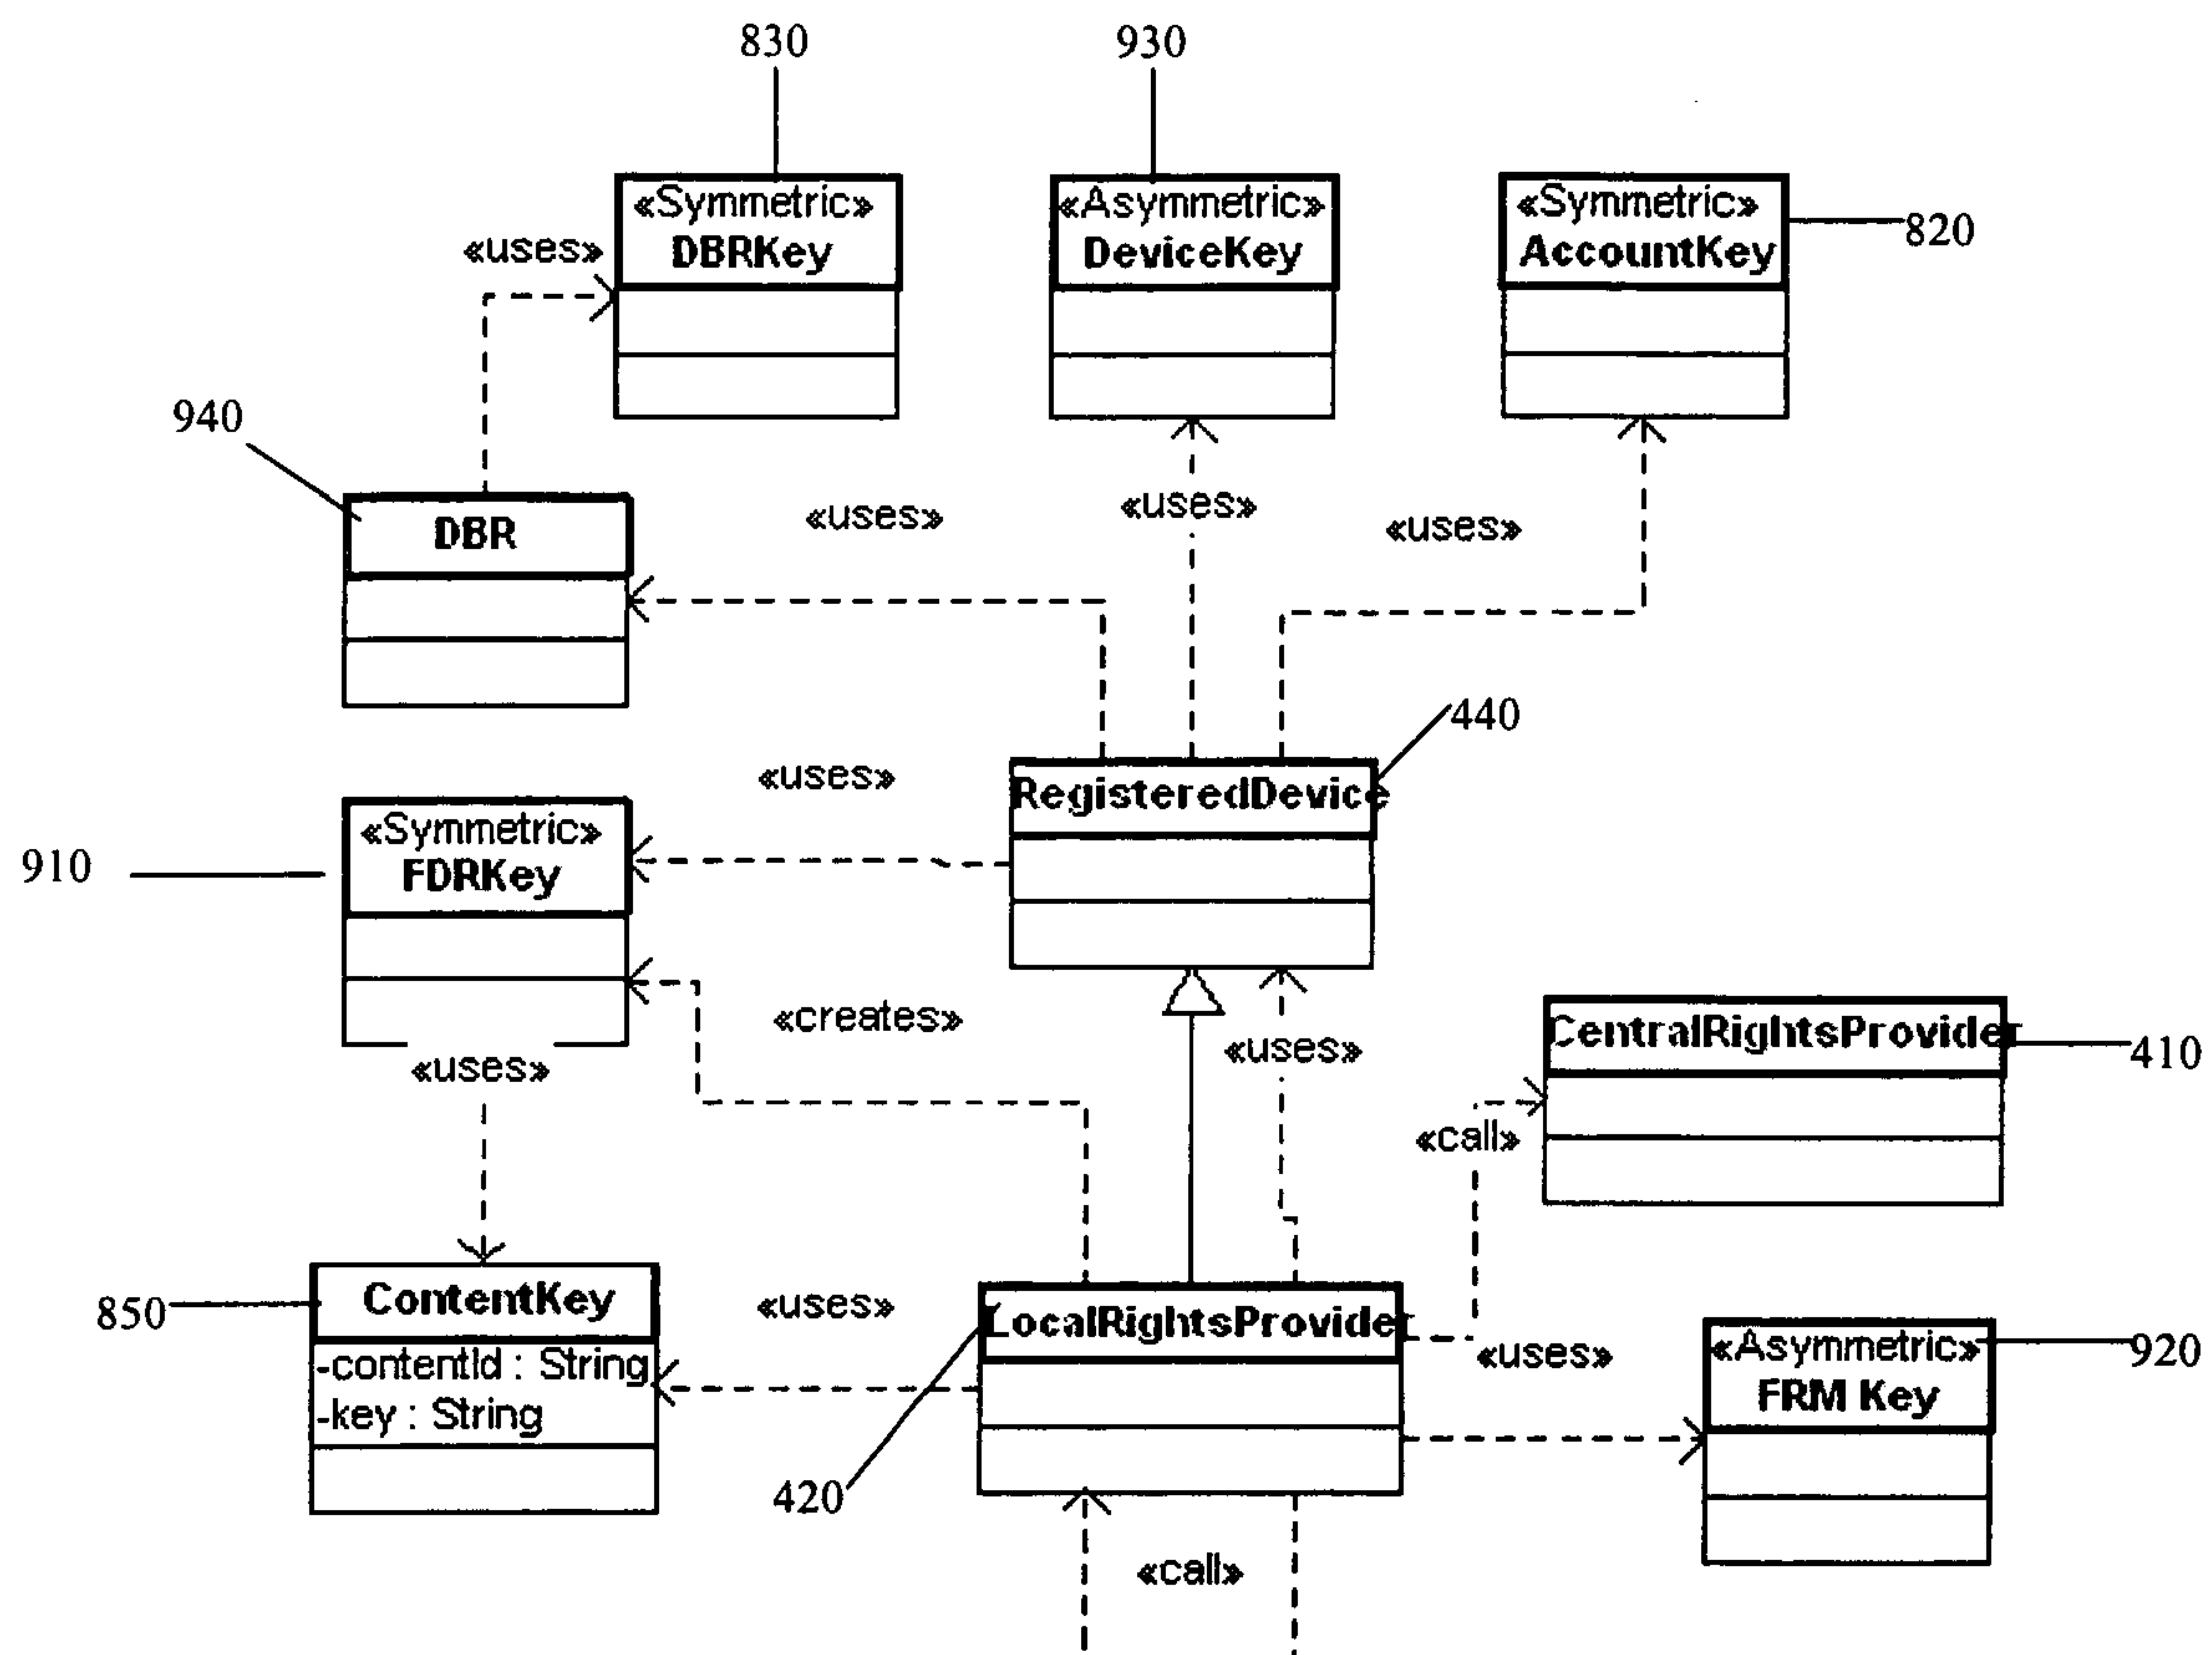 830
930
«Symmetric»
DBRKey
«Asymmetric»
DeviceKey
«Symmetric»
AccountKey
820
«uses»
940
DBR
«uses»
«uses»
«uses»
440
RegisteredDevice
«uses»
910
«Symmetric»
FDRKey
«creates»
«uses»
«uses»
CentralRightsProvider
410
«call»
850
ContentKey
-contentId : String
-key : String
«uses»
LocalRightsProvider
420
«uses»
«Asymmetric»
FRM Key
920
«call»